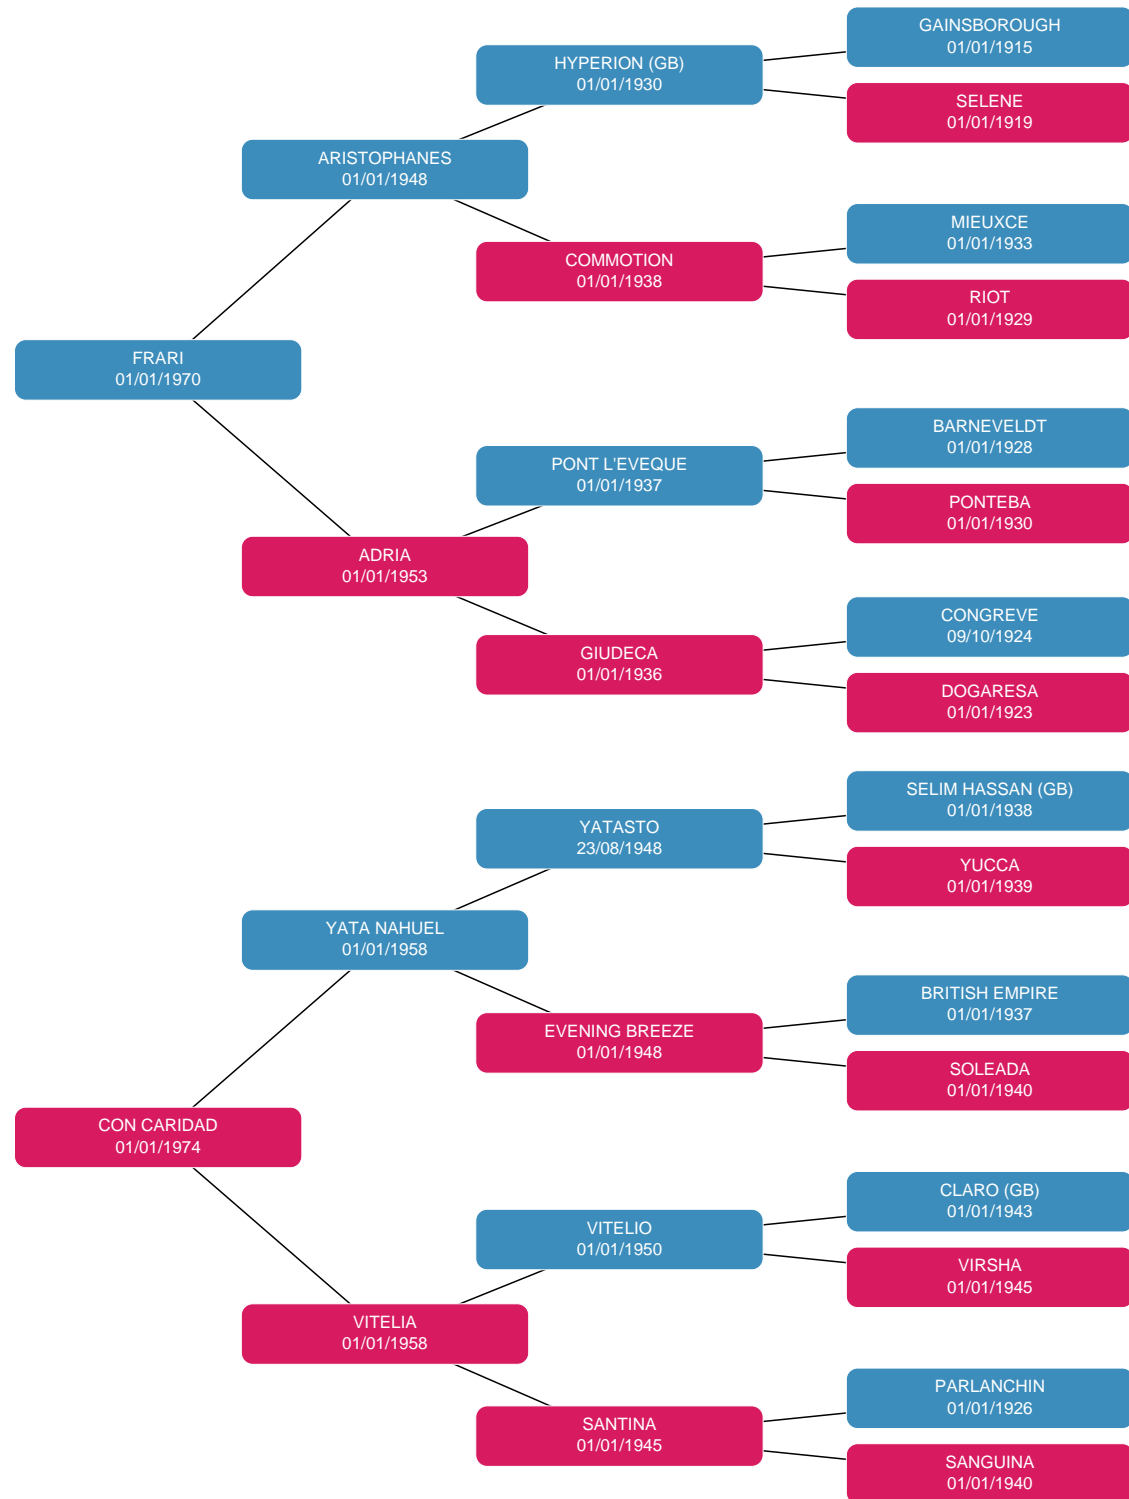 GAINSBOROUGH
01/01/1915
HYPERION (GB)
01/01/1930
SELENE
01/01/1919
ARISTOPHANES
01/01/1948
MIEUXCE
01/01/1933
COMMOTION
01/01/1938
RIOT
01/01/1929
FRARI
01/01/1970
BARNEVELDT
01/01/1928
PONT L'EVEQUE
01/01/1937
PONTEBA
01/01/1930
ADRIA
01/01/1953
CONGREVE
09/10/1924
GIUDECA
01/01/1936
DOGARESA
01/01/1923
SELIM HASSAN (GB)
01/01/1938
YATASTO
23/08/1948
YUCCA
01/01/1939
YATA NAHUEL
01/01/1958
BRITISH EMPIRE
01/01/1937
EVENING BREEZE
01/01/1948
SOLEADA
01/01/1940
CON CARIDAD
01/01/1974
CLARO (GB)
01/01/1943
VITELIO
01/01/1950
VIRSHA
01/01/1945
VITELIA
01/01/1958
PARLANCHIN
01/01/1926
SANTINA
01/01/1945
SANGUINA
01/01/1940